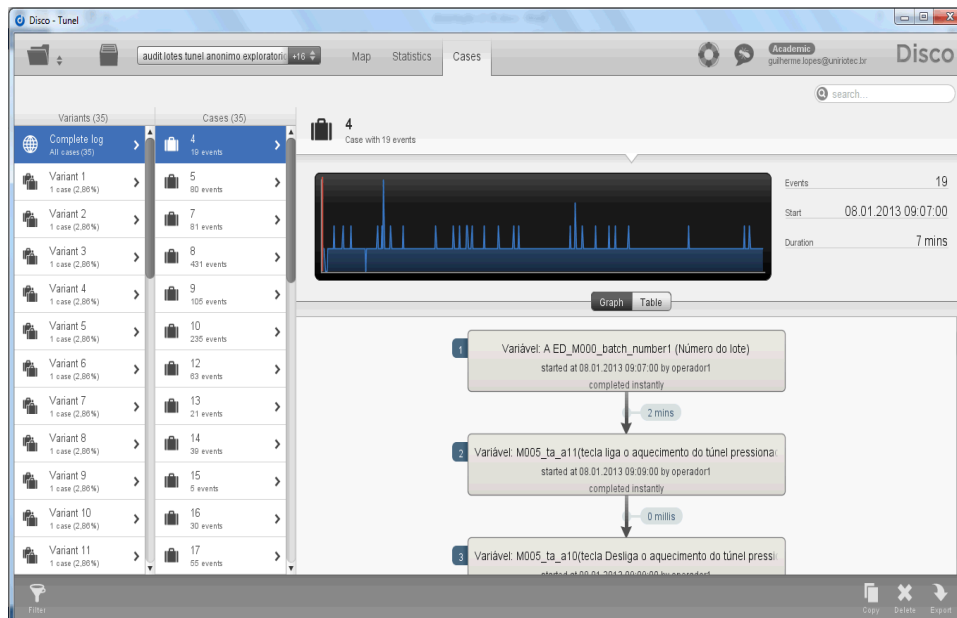 Disco - Tunel
audit lotes tunel anonimo exploratorio +16
Map Statistics Cases
Academic
guilherme.lopes@uniriotec.br
Disco
search...
Variants (35)
Complete log
All cases (35)
Variant 1
1 case (2,86%)
Variant 2
1 case (2,86%)
Variant 3
1 case (2,86%)
Variant 4
1 case (2,86%)
Variant 5
1 case (2,86%)
Variant 6
1 case (2,86%)
Variant 7
1 case (2,86%)
Variant 8
1 case (2,86%)
Variant 9
1 case (2,86%)
Variant 10
1 case (2,86%)
Variant 11
1 case (2,86%)
Cases (35)
4
19 events
5
80 events
7
81 events
8
431 events
9
105 events
10
235 events
12
63 events
13
21 events
14
39 events
15
5 events
16
30 events
17
55 events
4
Case with 19 events
Events 19
Start 08.01.2013 09:07:00
Duration 7 mins
Graph Table
1
Variável: A ED_M000_batch_number1 (Número do lote)
started at 08.01.2013 09:07:00 by operador1
completed instantly
2 mins
2
Variável: M005_ta_a11(tecla liga o aquecimento do túnel pressionac
started at 08.01.2013 09:09:00 by operador1
completed instantly
0 millis
3
Variável: M005_ta_a10(tecla Desliga o aquecimento do túnel pressi
Filter
Copy Delete Export